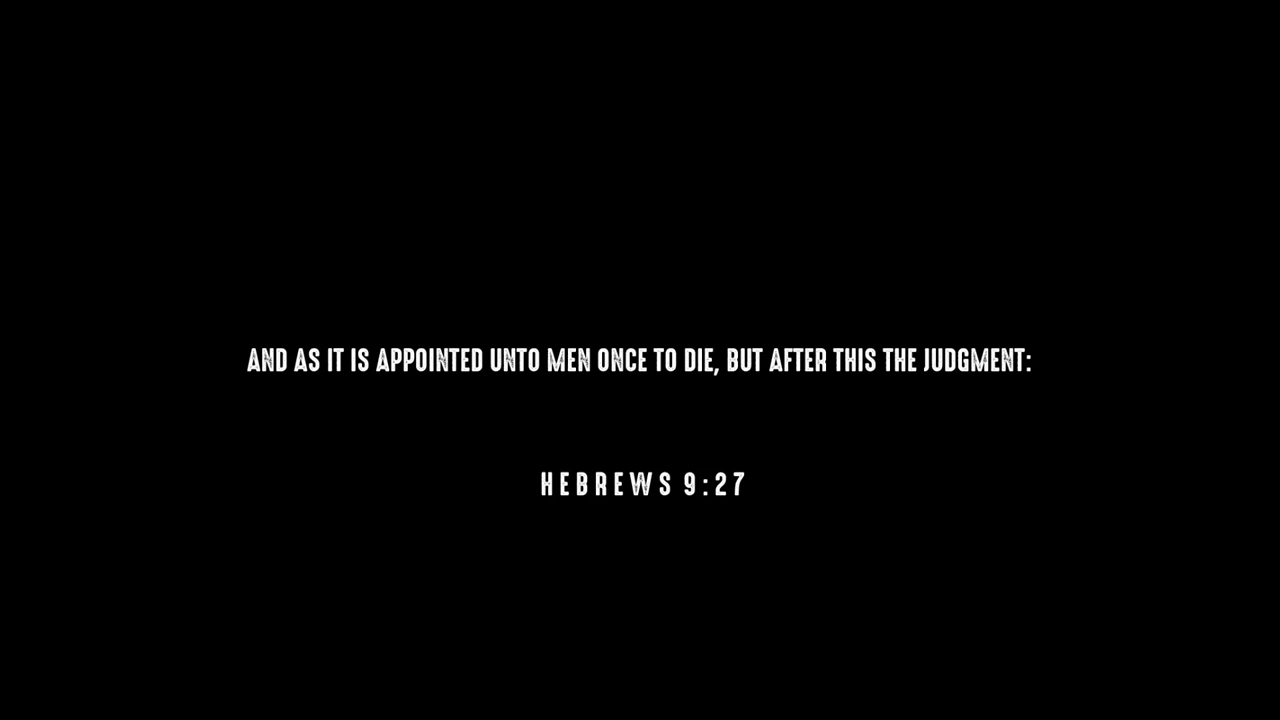 AND AS IT IS APPOINTED UNTO MEN ONCE TO DIE, BUT AFTER THIS THE JUDGMENT:
HEBREWS 9:27